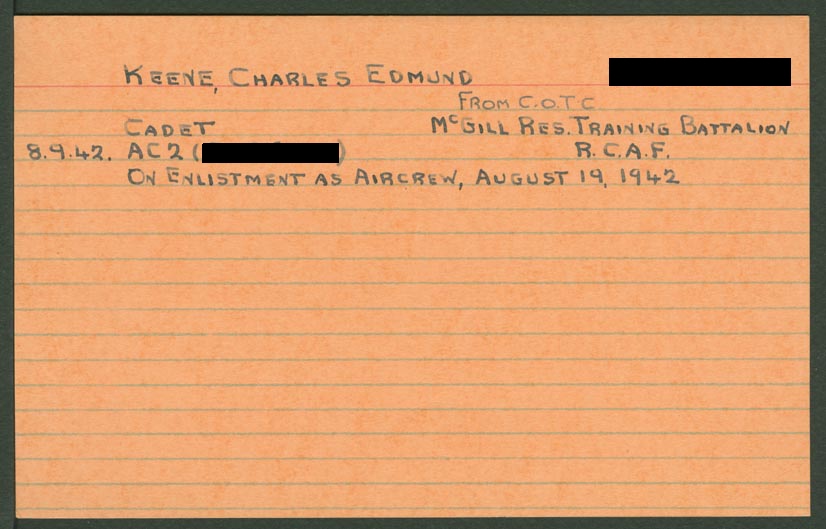 KEENE, CHARLES EDMUND
FROM C.O.T.C
CADET McGILL RES. TRAINING BATTALION
8.9.42. AC2 ( ) R.C.A.F.
ON ENLISTMENT AS AIRCREW, AUGUST 19, 1942